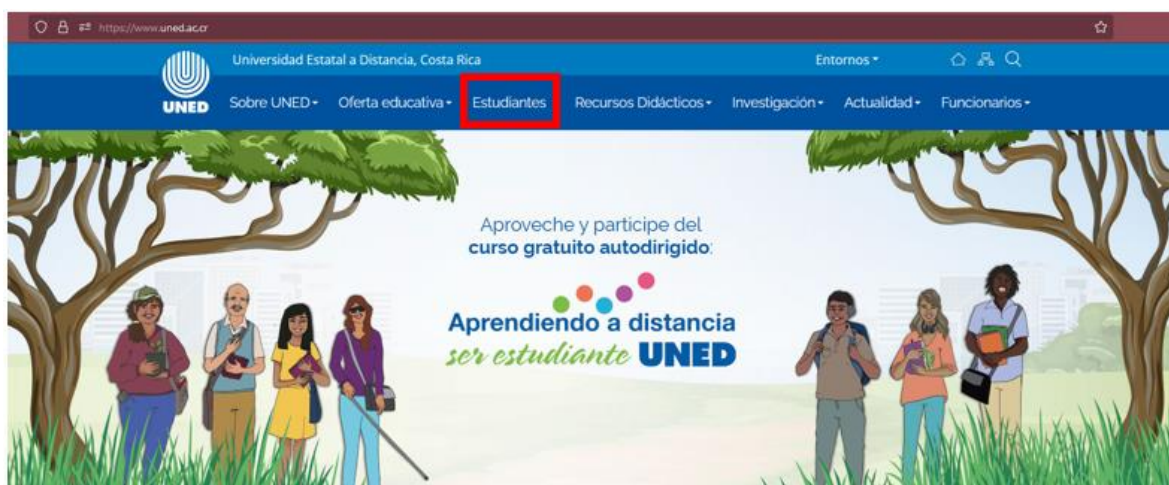 https://www.uned.ac.cr
Universidad Estatal a Distancia, Costa Rica
Entornos
UNED
Sobre UNED
Oferta educativa
Estudiantes
Recursos Didácticos
Investigación
Actualidad
Funcionarios
Aproveche y participe del
curso gratuito autodirigido:
Aprendiendo a distancia
ser estudiante UNED